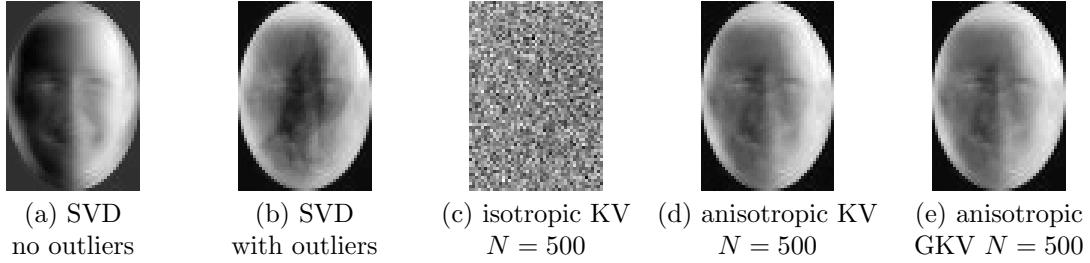 (a) SVD
no outliers
(b) SVD
with outliers
(c) isotropic KV
N = 500
(d) anisotropic KV
N = 500
(e) anisotropic
GKV N = 500